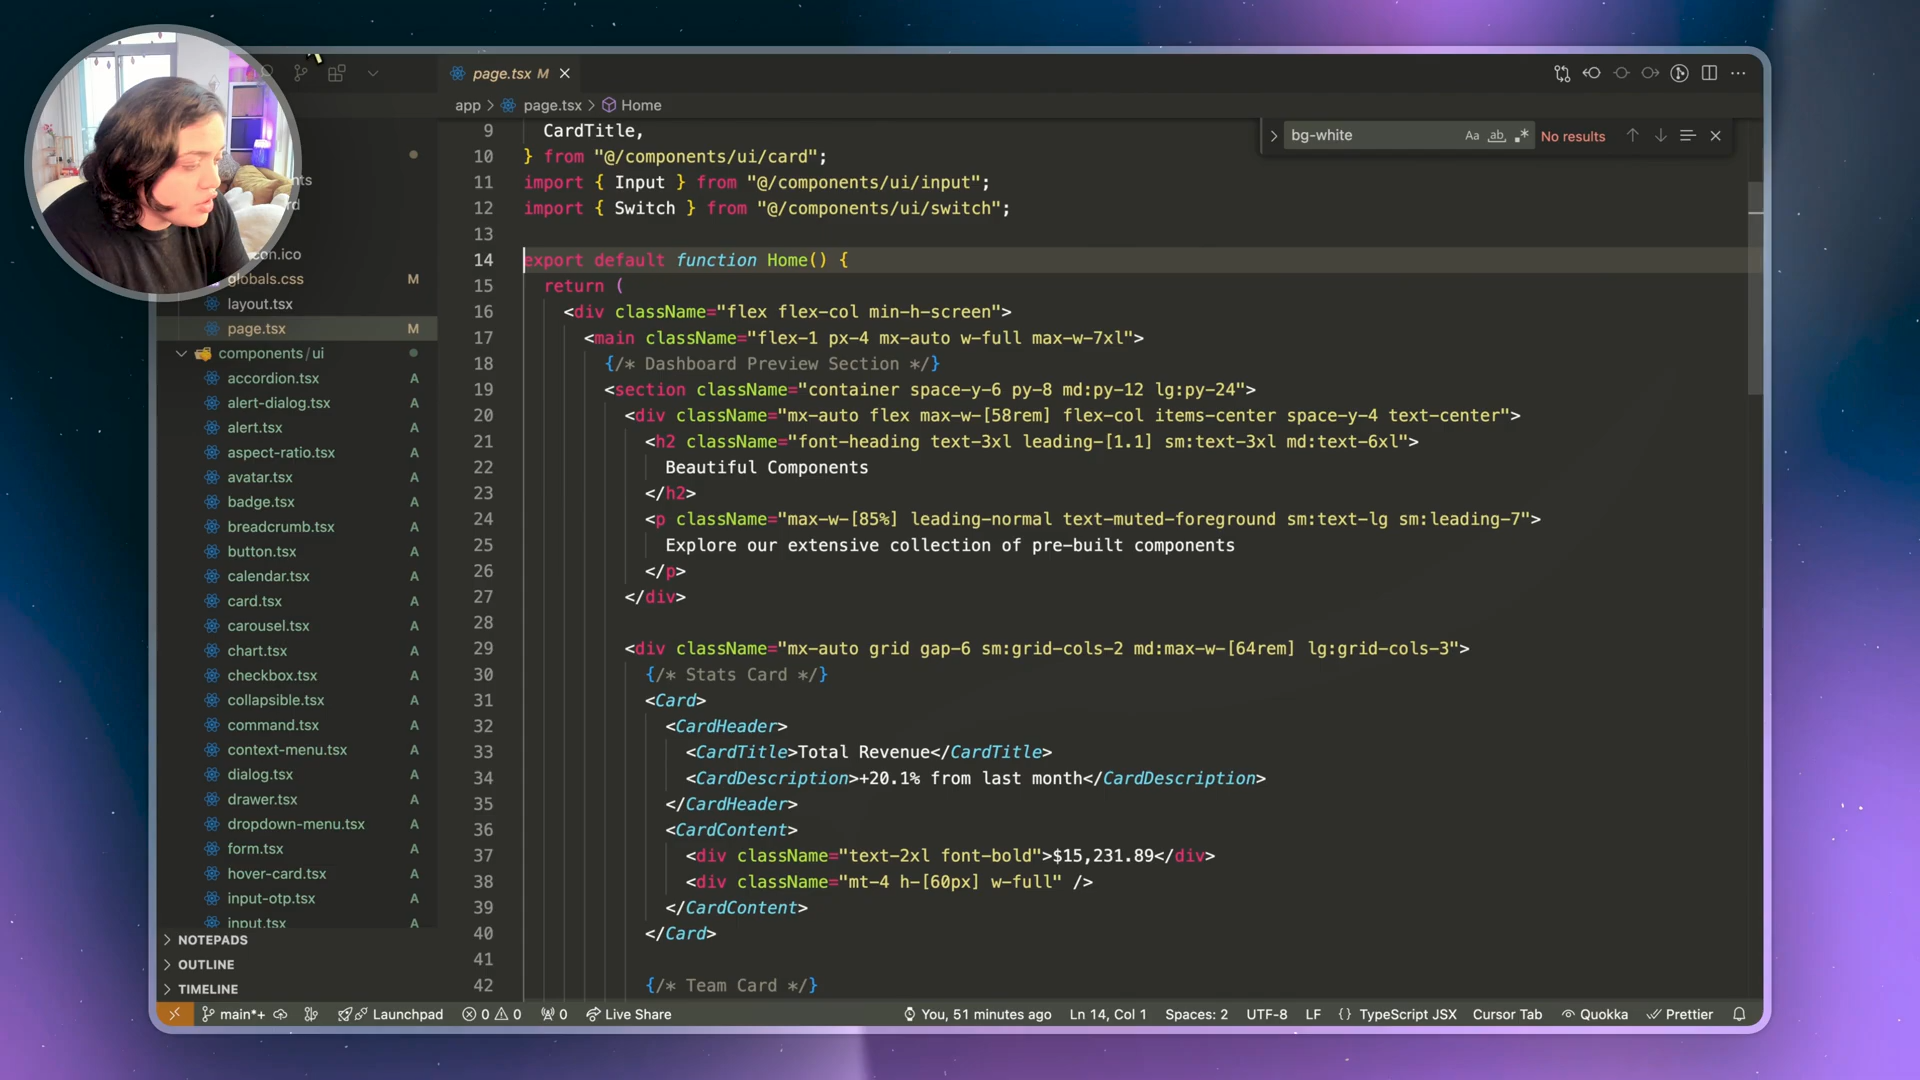 page.tsx M
app > page.tsx > Home
bg-white
Aa
ab
No results
9 CardTitle,
10 } from "@/components/ui/card";
11 import { Input } from "@/components/ui/input";
12 import { Switch } from "@/components/ui/switch";
13
14 export default function Home() {
15 return (
16 <div className="flex flex-col min-h-screen">
17 <main className="flex-1 px-4 mx-auto w-full max-w-7xl">
18 {/* Dashboard Preview Section */}
19 <section className="container space-y-6 py-8 md:py-12 lg:py-24">
20 <div className="mx-auto flex max-w-[58rem] flex-col items-center space-y-4 text-center">
21 <h2 className="font-heading text-3xl leading-[1.1] sm:text-3xl md:text-6xl">
22 Beautiful Components
23 </h2>
24 <p className="max-w-[85%] leading-normal text-muted-foreground sm:text-lg sm:leading-7">
25 Explore our extensive collection of pre-built components
26 </p>
27 </div>
28
29 <div className="mx-auto grid gap-6 sm:grid-cols-2 md:max-w-[64rem] lg:grid-cols-3">
30 {/* Stats Card */}
31 <Card>
32 <CardHeader>
33 <CardTitle>Total Revenue</CardTitle>
34 <CardDescription>+20.1% from last month</CardDescription>
35 </CardHeader>
36 <CardContent>
37 <div className="text-2xl font-bold">$15,231.89</div>
38 <div className="mt-4 h-[60px] w-full" />
39 </CardContent>
40 </Card>
41
42 {/* Team Card */}
globals.css M
layout.tsx
page.tsx M
components/ui
accordion.tsx A
alert-dialog.tsx A
alert.tsx A
aspect-ratio.tsx A
avatar.tsx A
badge.tsx A
breadcrumb.tsx A
button.tsx A
calendar.tsx A
card.tsx A
carousel.tsx A
chart.tsx A
checkbox.tsx A
collapsible.tsx A
command.tsx A
context-menu.tsx A
dialog.tsx A
drawer.tsx A
dropdown-menu.tsx A
form.tsx A
hover-card.tsx A
input-otp.tsx A
input.tsx A
NOTEPADS
OUTLINE
TIMELINE
main*+ Launchpad 0 0 0 Live Share You, 51 minutes ago Ln 14, Col 1 Spaces: 2 UTF-8 LF {} TypeScript JSX Cursor Tab Quokka Prettier